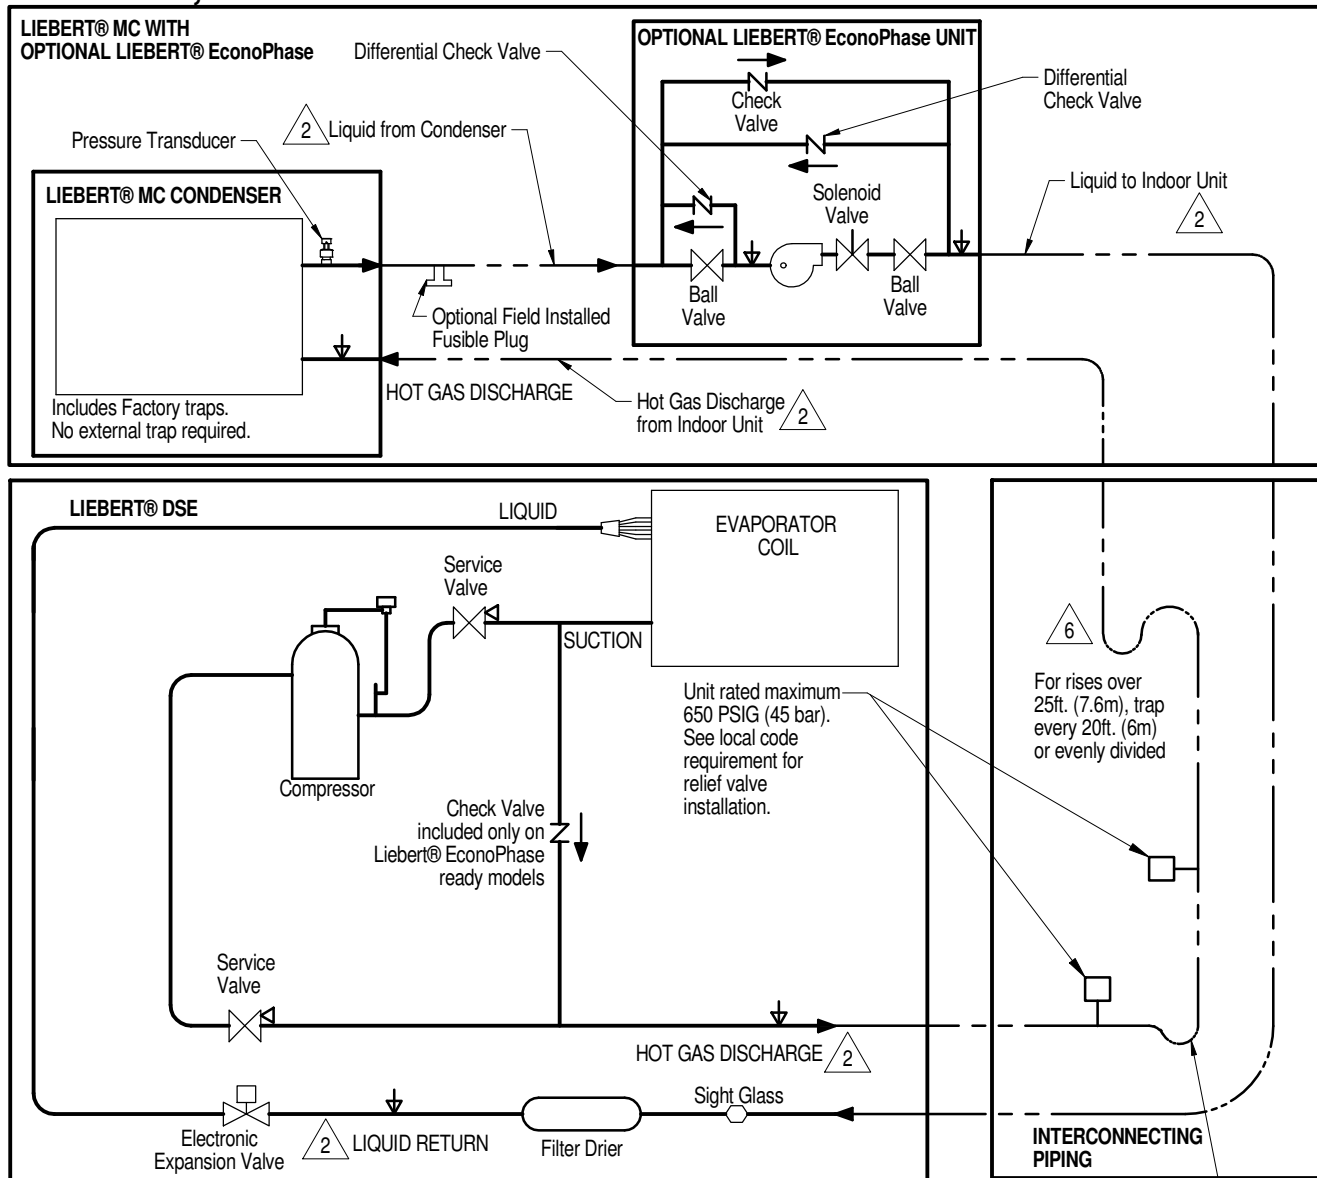 LIEBERT® MC WITH
OPTIONAL LIEBERT® EconoPhase
Differential Check Valve
OPTIONAL LIEBERT® EconoPhase UNIT
Check
Valve
Differential
Check Valve
Pressure Transducer
2
Liquid from Condenser
LIEBERT® MC CONDENSER
Solenoid
Valve
Liquid to Indoor Unit
2
Ball
Valve
Ball
Valve
Optional Field Installed
Fusible Plug
HOT GAS DISCHARGE
Hot Gas Discharge
from Indoor Unit
2
Includes Factory traps.
No external trap required.
LIEBERT® DSE
LIQUID
EVAPORATOR
COIL
Service
Valve
SUCTION
6
For rises over
25ft. (7.6m), trap
every 20ft. (6m)
or evenly divided
Unit rated maximum
650 PSIG (45 bar).
See local code
requirement for
relief valve
installation.
Compressor
Check Valve
included only on
Liebert® EconoPhase
ready models
Service
Valve
HOT GAS DISCHARGE
2
Sight Glass
Electronic
Expansion Valve
2
LIQUID RETURN
Filter Drier
INTERCONNECTING
PIPING